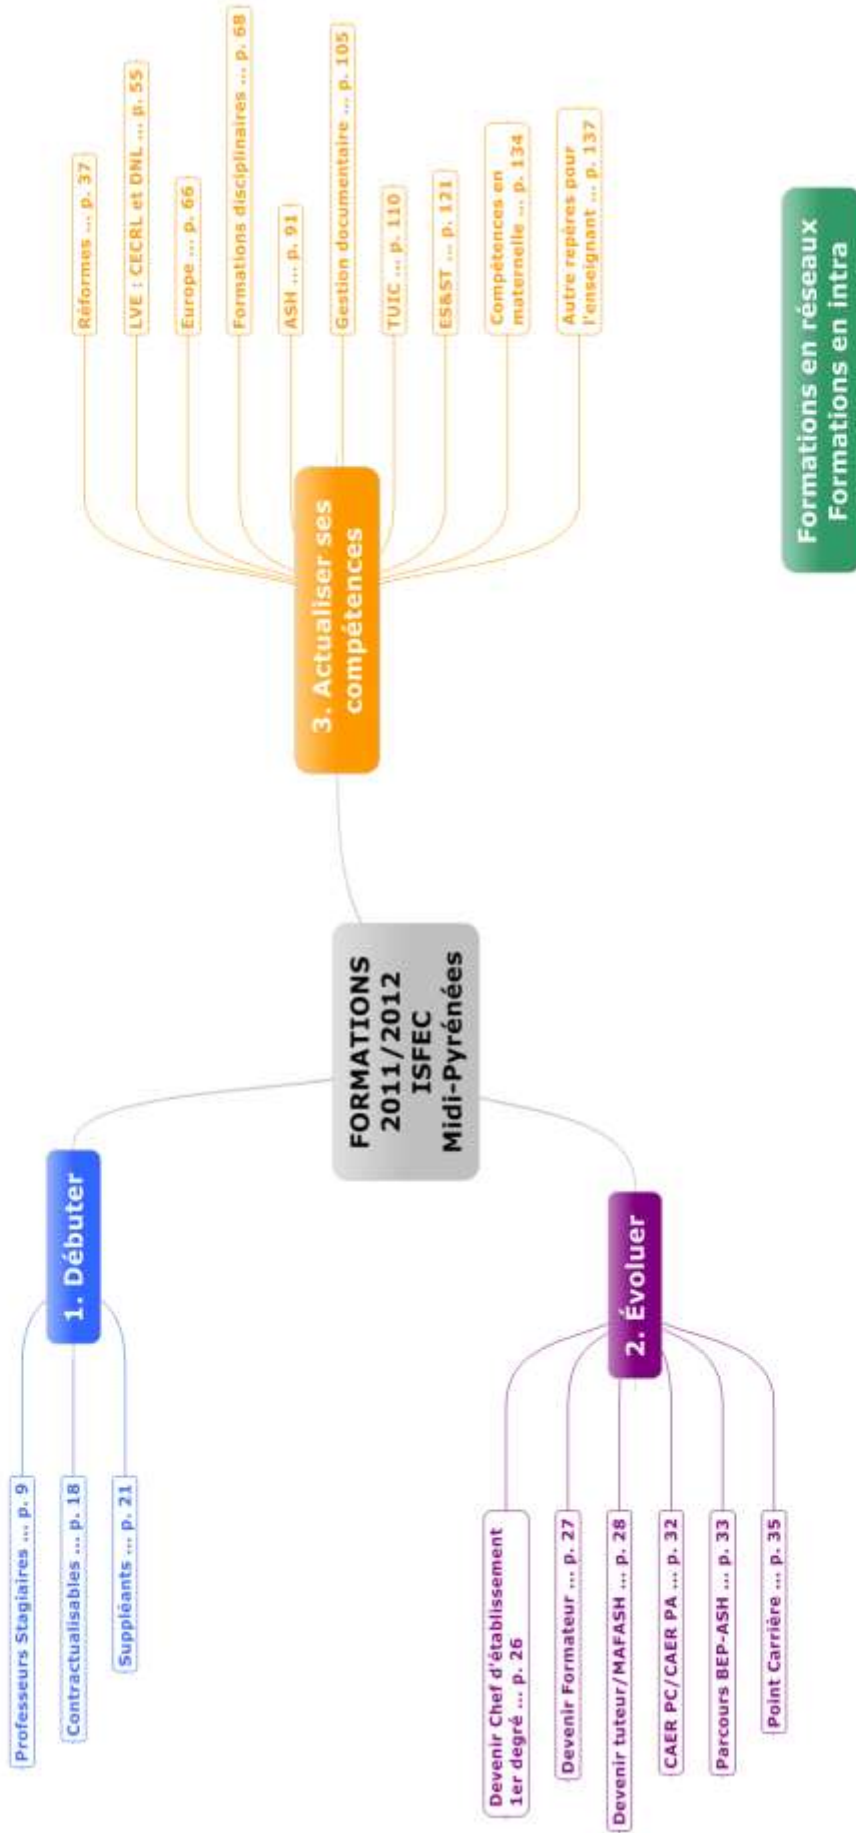 FORMATIONS
2011/2012
ISFEC
Midi-Pyrénées
1. Débuter
Professeurs Stagiaires ... p. 9
Contractualisables ... p. 18
Suppléants ... p. 21
2. Évoluer
Devenir Chef d'établissement
1er degré ... p. 26
Devenir Formateur ... p. 27
Devenir tuteur/MAFASH ... p. 28
CAER PC/CAER PA ... p. 32
Parcours BEP-ASH ... p. 33
Point Carrière ... p. 35
3. Actualiser ses
compétences
Réformes ... p. 37
LVE : CECRL et DNL ... p. 55
Europe ... p. 66
Formations disciplinaires ... p. 68
ASH ... p. 91
Gestion documentaire ... p. 105
TUIC ... p. 110
ES&ST ... p. 121
Compétences en
maternelle ... p. 134
Autre repères pour
l'enseignant ... p. 137
Formations en réseaux
Formations en intra